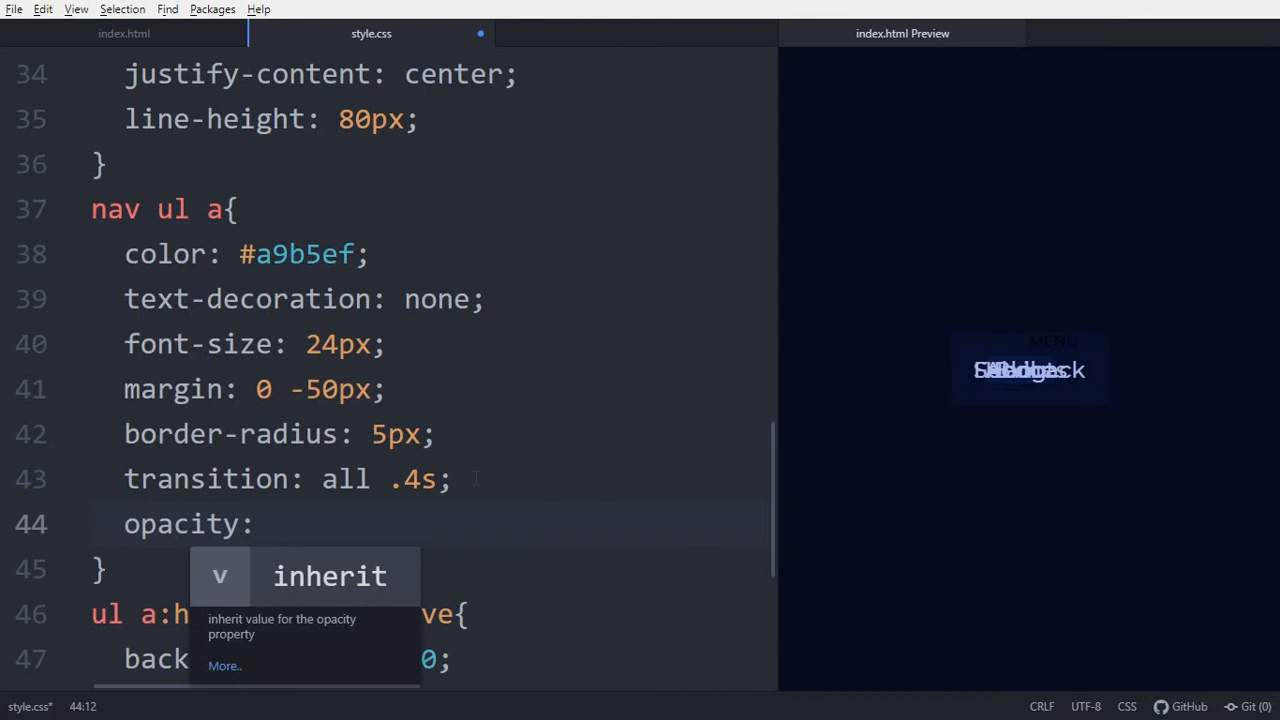 File Edit View Selection Find Packages Help
index.html style.css index.html Preview
34 justify-content: center;
35 line-height: 80px;
36 }
37 nav ul a{
38 color: #a9b5ef;
39 text-decoration: none;
40 font-size: 24px;
41 margin: 0 -50px;
42 border-radius: 5px;
43 transition: all .4s;
44 opacity:
45 }
v inherit
46 ul a:h ve{
inherit value for the opacity
property
47 back 0;
More..
MENU
style.css* 44:12 CRLF UTF-8 CSS GitHub Git (0)